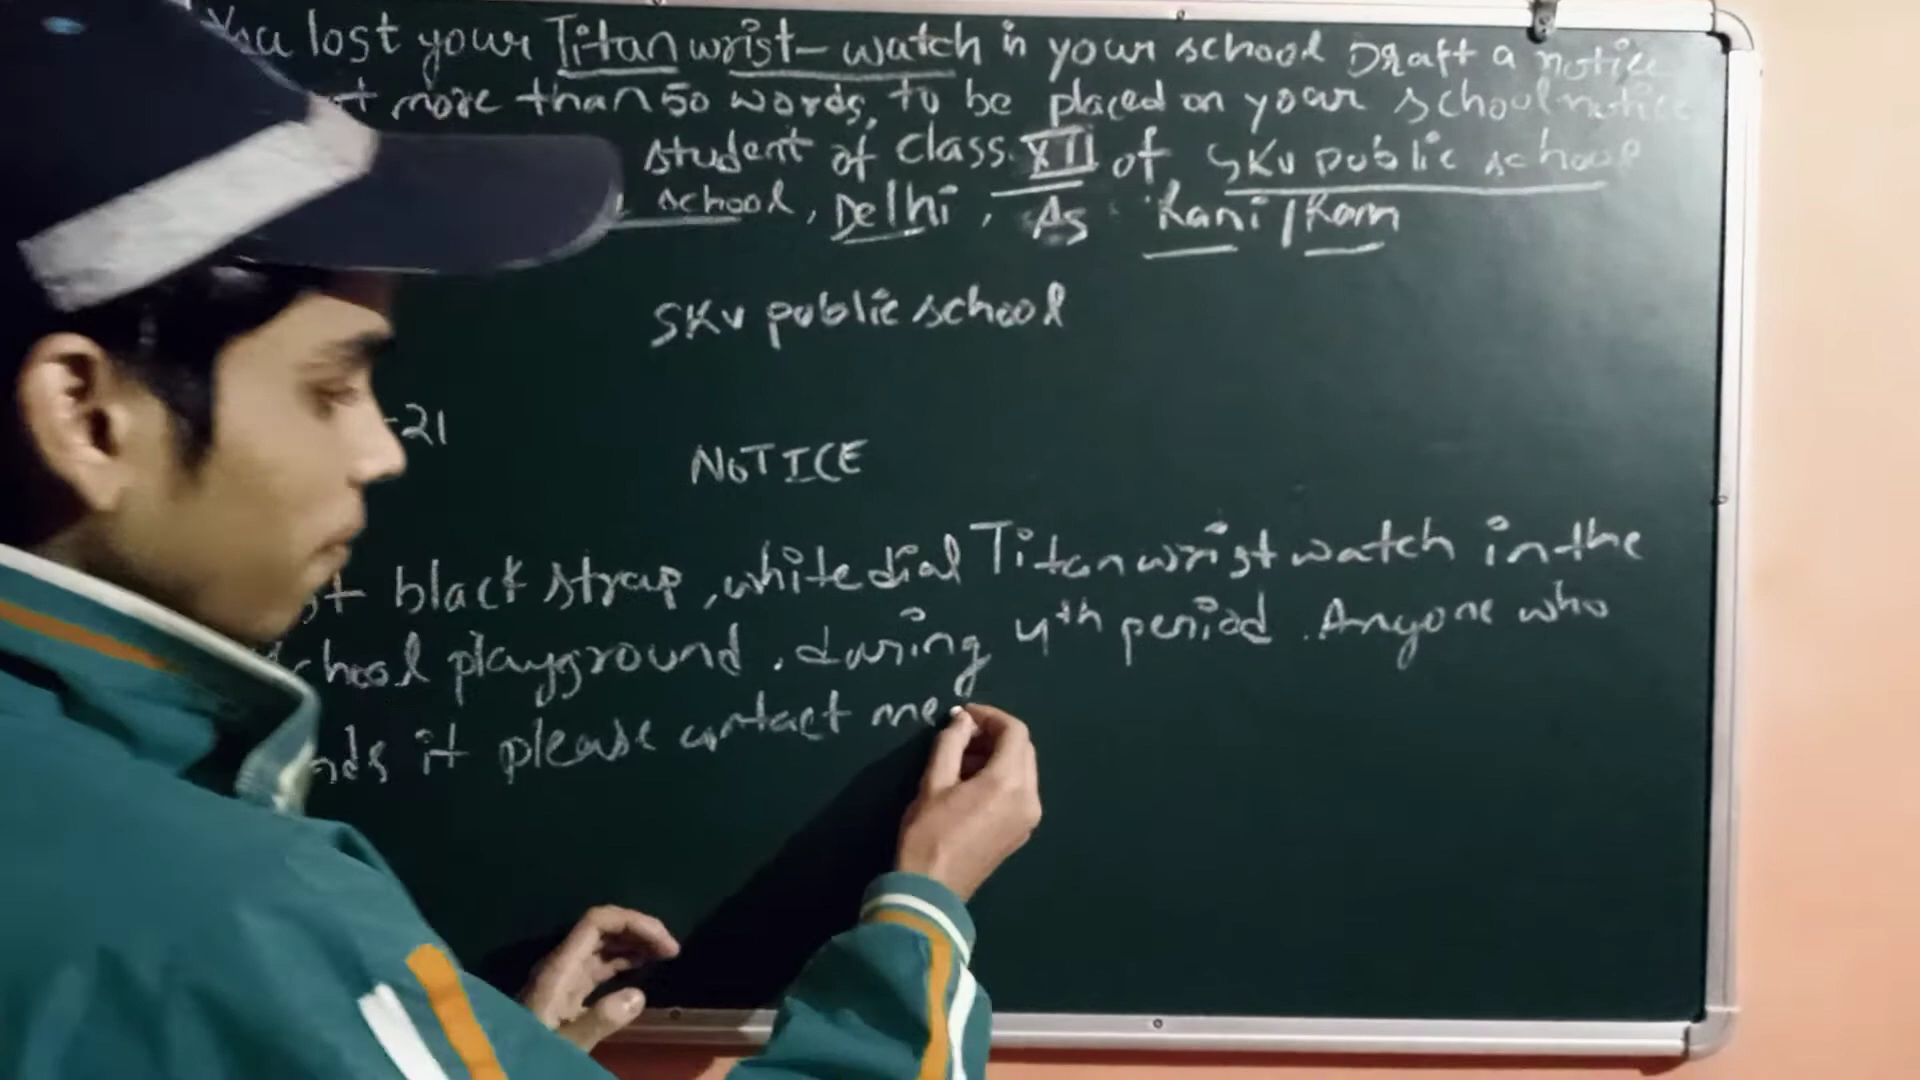 You lost your Titan wrist-watch in your school Draft a notice
more than 50 words, to be placed on your school notice
student of class XII of SKV public school
school, Delhi, As Rani/Ram
SKV public school
-21
NOTICE
black strap, white dial Titan wrist watch in the
school playground. during 4th period. Anyone who
it please contact me